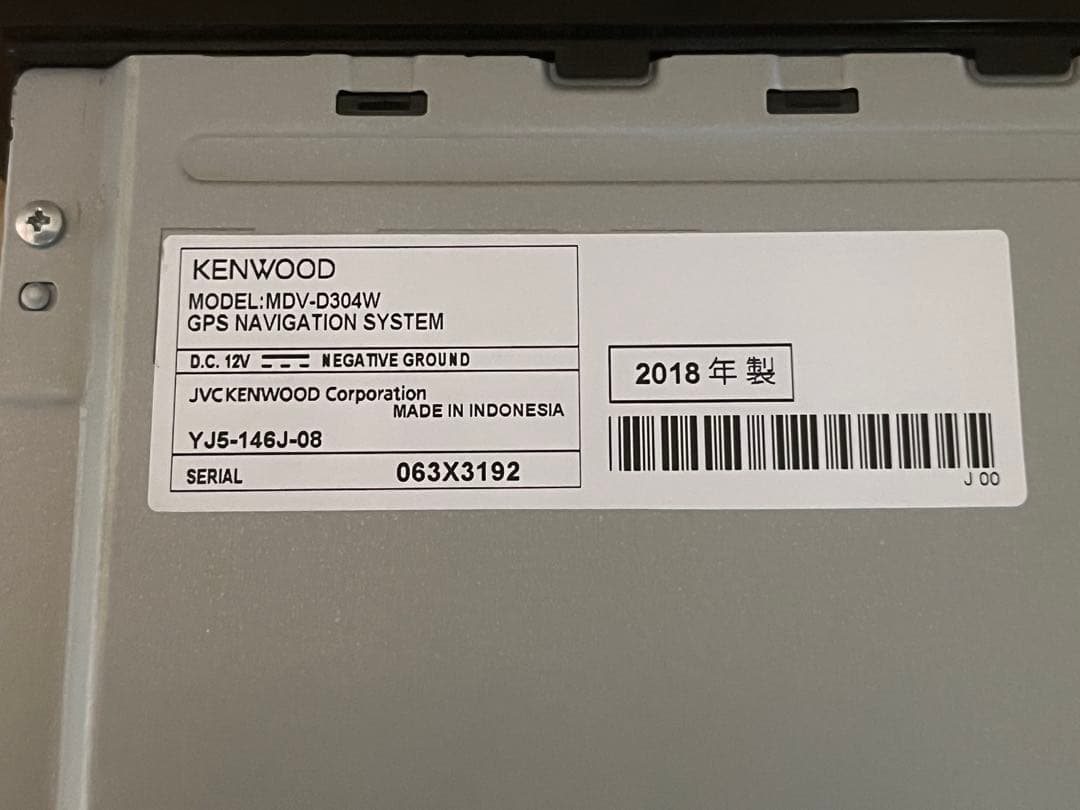 KENWOOD
MODEL:MDV-D304W
GPS NAVIGATION SYSTEM
D.C. 12V NEGATIVE GROUND
JVCKENWOOD Corporation
MADE IN INDONESIA
YJ5-146J-08
SERIAL 063X3192
2018 年 製
J 00